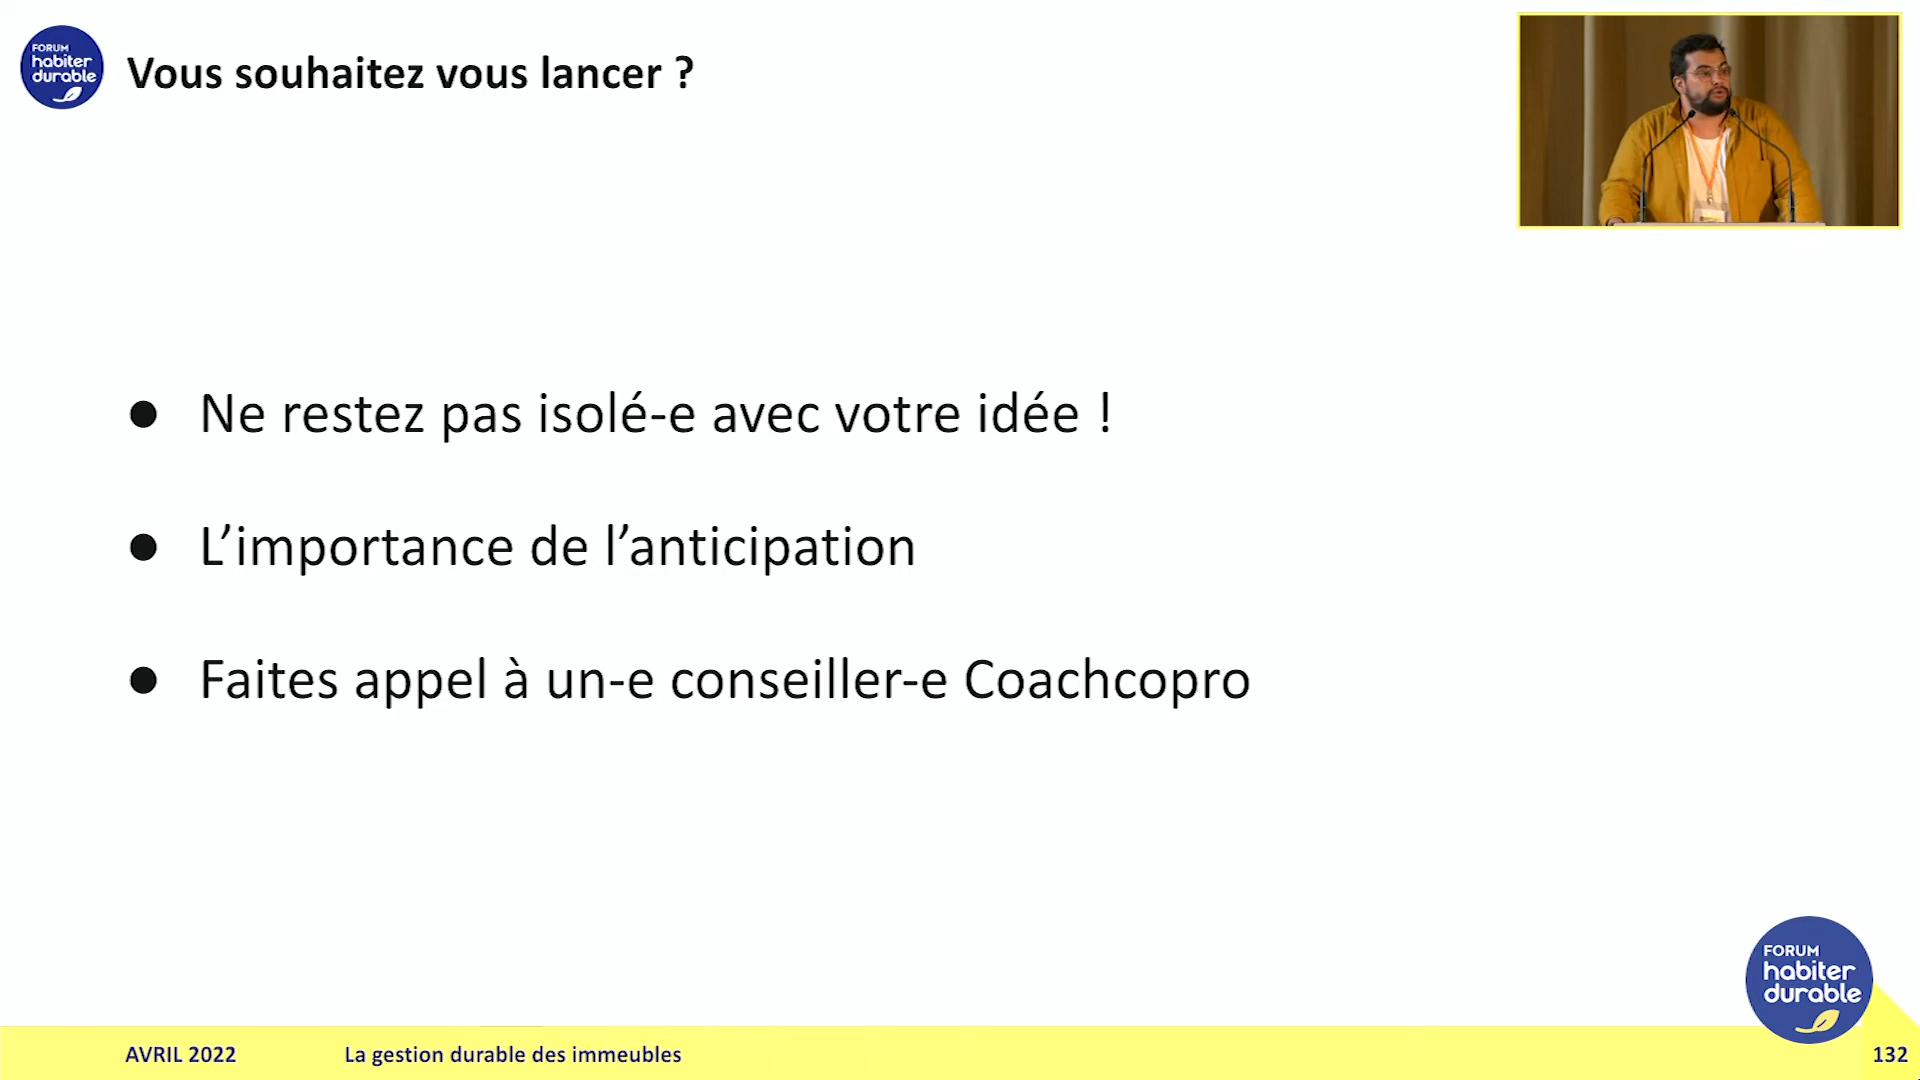 FORUM
habiter
durable
Vous souhaitez vous lancer ?
● Ne restez pas isolé-e avec votre idée !
● L’importance de l’anticipation
● Faites appel à un-e conseiller-e Coachcopro
FORUM
habiter
durable
AVRIL 2022 La gestion durable des immeubles 132